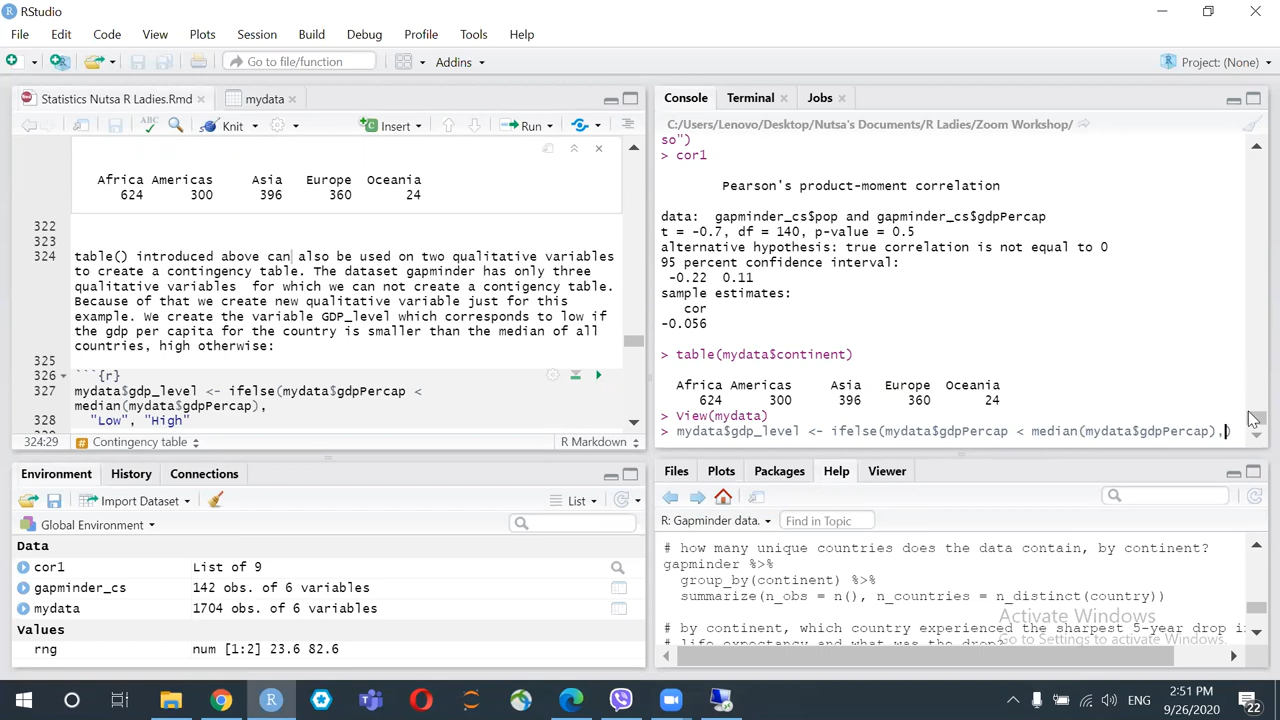 RStudio
File Edit Code View Plots Session Build Debug Profile Tools Help
Go to file/function Addins Project: (None)
Statistics Nutsa R Ladies.Rmd mydata
ABC Knit Insert Run
Africa Americas Asia Europe Oceania
624 300 396 360 24
322
323
324 table() introduced above can also be used on two qualitative variables
to create a contingency table. The dataset gapminder has only three
qualitative variables for which we can not create a contigency table.
Because of that we create new qualitative variable just for this
example. We create the variable GDP_level which corresponds to low if
the gdp per capita for the country is smaller than the median of all
countries, high otherwise:
325
326 ```{r}
327 mydata$gdp_level <- ifelse(mydata$gdpPercap <
median(mydata$gdpPercap),
328 "Low", "High"
324:29 Contingency table R Markdown
Console Terminal Jobs
C:/Users/Lenovo/Desktop/Nutsa's Documents/R Ladies/Zoom Workshop/
so")
> cor1
Pearson's product-moment correlation
data: gapminder_cs$pop and gapminder_cs$gdpPercap
t = -0.7, df = 140, p-value = 0.5
alternative hypothesis: true correlation is not equal to 0
95 percent confidence interval:
-0.22 0.11
sample estimates:
cor
-0.056
> table(mydata$continent)
Africa Americas Asia Europe Oceania
624 300 396 360 24
> View(mydata)
> mydata$gdp_level <- ifelse(mydata$gdpPercap < median(mydata$gdpPercap),)
Environment History Connections
Import Dataset List
Global Environment
Data
cor1 List of 9
gapminder_cs 142 obs. of 6 variables
mydata 1704 obs. of 6 variables
Values
rng num [1:2] 23.6 82.6
Files Plots Packages Help Viewer
R: Gapminder data. Find in Topic
# how many unique countries does the data contain, by continent?
gapminder %>%
group_by(continent) %>%
summarize(n_obs = n(), n_countries = n_distinct(country))
# by continent, which country experienced the sharpest 5-year drop i
# life expectancy and what was the drop?
Activate Windows
Go to Settings to activate Windows.
ENG 2:51 PM
9/26/2020 22